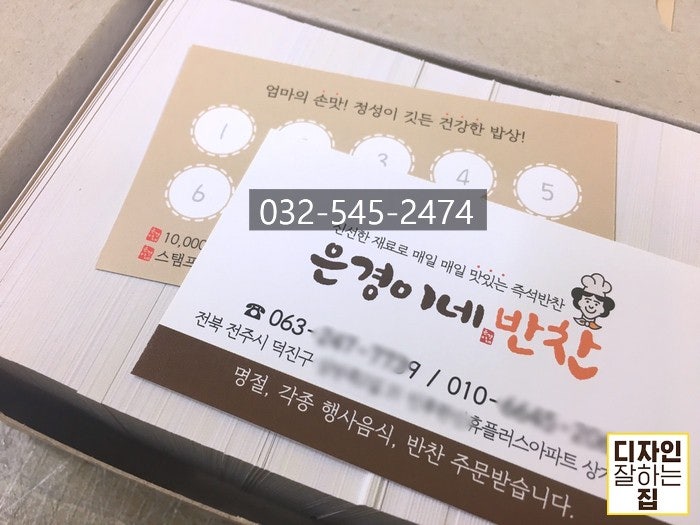 엄마의 손맛! 정성이 깃든 건강한 밥상!
1 3 4 5
6
10,000
스탬프
032-545-2474
신선한 재료로 매일 매일 맛있는 즉석반찬
은경이네 반찬
☎ 063- 9 / 010-
전북 전주시 덕진구 휴플러스아파트 상가
명절, 각종 행사음식, 반찬 주문받습니다.
디자인
잘하는
집